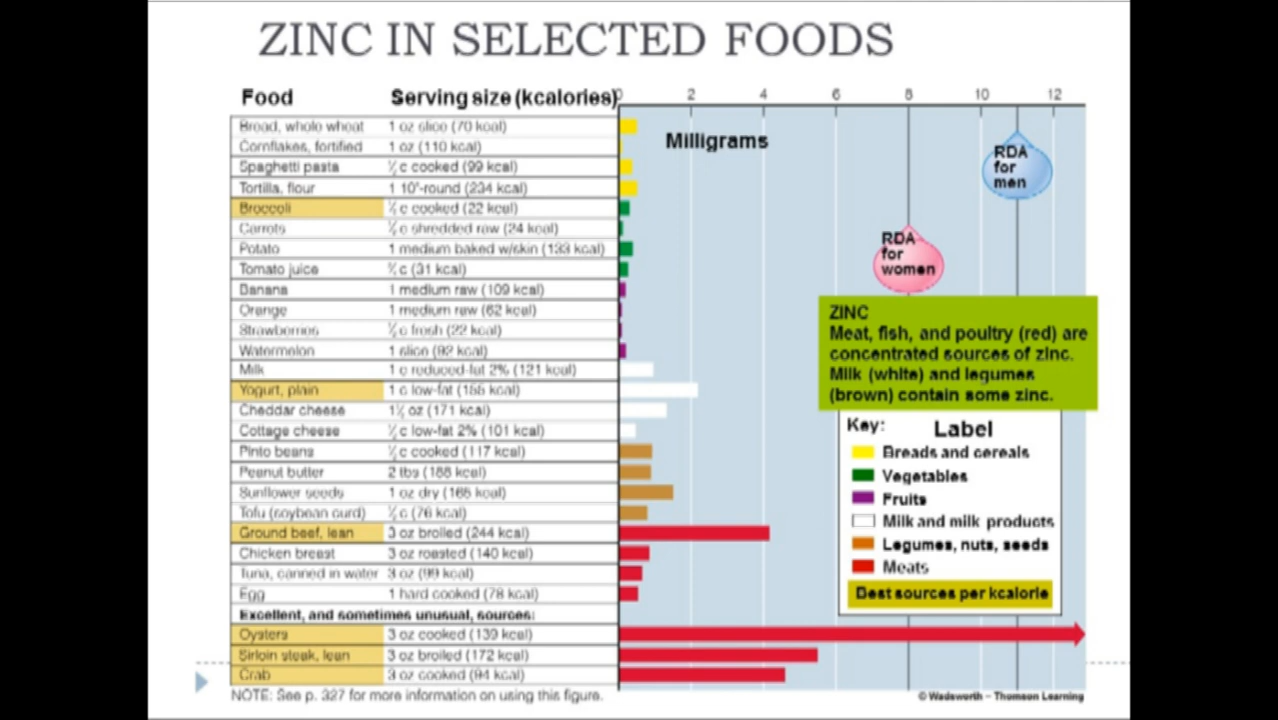 ZINC IN SELECTED FOODS
Food Serving size (kcalories) 0 2 4 6 8 10 12
Milligrams
Bread, whole wheat 1 oz slice (70 kcal)
Cornflakes, fortified 1 oz (110 kcal)
Spaghetti pasta ½ c cooked (99 kcal)
Tortilla, flour 1 10"-round (234 kcal)
Broccoli ½ c cooked (22 kcal)
Carrots ½ c shredded raw (24 kcal)
Potato 1 medium baked w/skin (133 kcal)
Tomato juice c (31 kcal)
Banana 1 medium raw (109 kcal)
Orange 1 medium raw (62 kcal)
Strawberries ½ c fresh (22 kcal)
Watermelon 1 slice (92 kcal)
Milk 1 c reduced-fat 2% (121 kcal)
Yogurt, plain 1 c low-fat (155 kcal)
Cheddar cheese 1½ oz (171 kcal)
Cottage cheese ½ c low-fat 2% (101 kcal)
Pinto beans ½ c cooked (117 kcal)
Peanut butter 2 tbs (188 kcal)
Sunflower seeds 1 oz dry (165 kcal)
Tofu (soybean curd) ½ c (76 kcal)
Ground beef, lean 3 oz broiled (244 kcal)
Chicken breast 3 oz roasted (140 kcal)
Tuna, canned in water 3 oz (99 kcal)
Egg 1 hard cooked (78 kcal)
Excellent, and sometimes unusual, sources:
Oysters 3 oz cooked (139 kcal)
Sirloin steak, lean 3 oz broiled (172 kcal)
Crab 3 oz cooked (94 kcal)
NOTE: See p. 327 for more information on using this figure.
RDA
for
men
RDA
for
women
ZINC
Meat, fish, and poultry (red) are
concentrated sources of zinc.
Milk (white) and legumes
(brown) contain some zinc.
Key: Label
Breads and cereals
Vegetables
Fruits
Milk and milk products
Legumes, nuts, seeds
Meats
Best sources per kcalorie
© Wadsworth – Thomson Learning